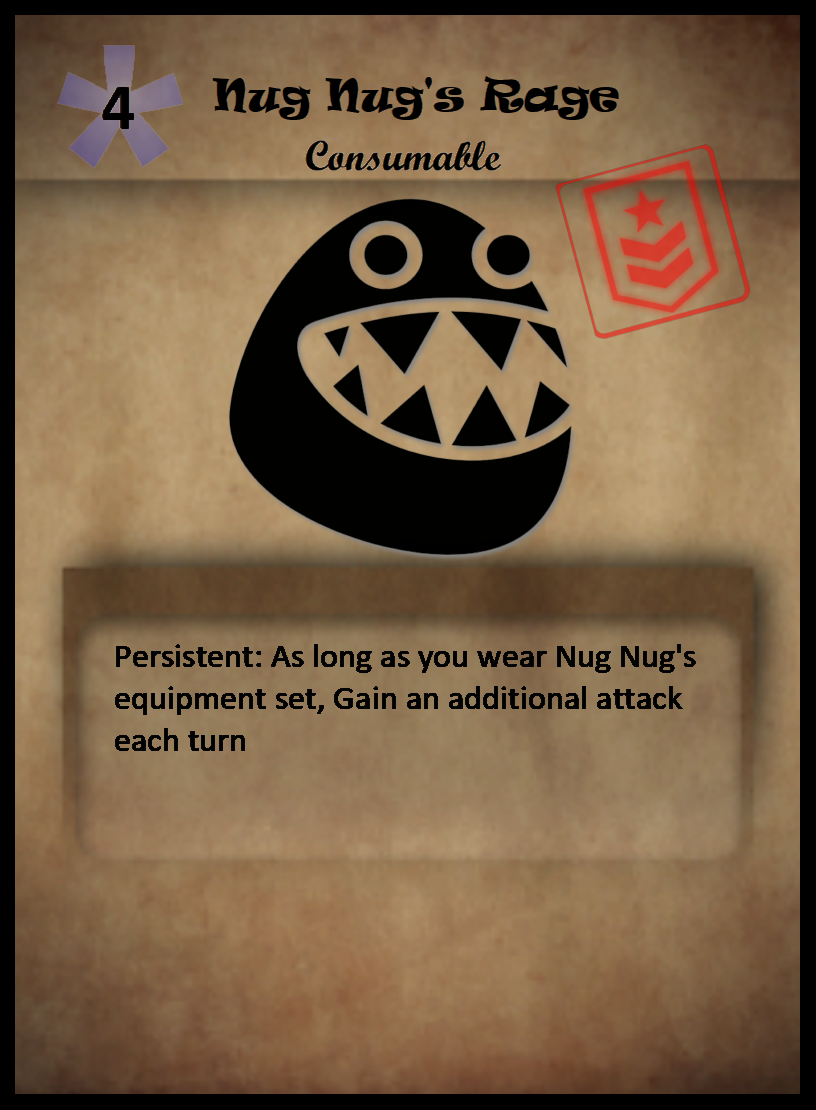 4
Nug Nug's Rage
Consumable
Persistent: As long as you wear Nug Nug's
equipment set, Gain an additional attack
each turn